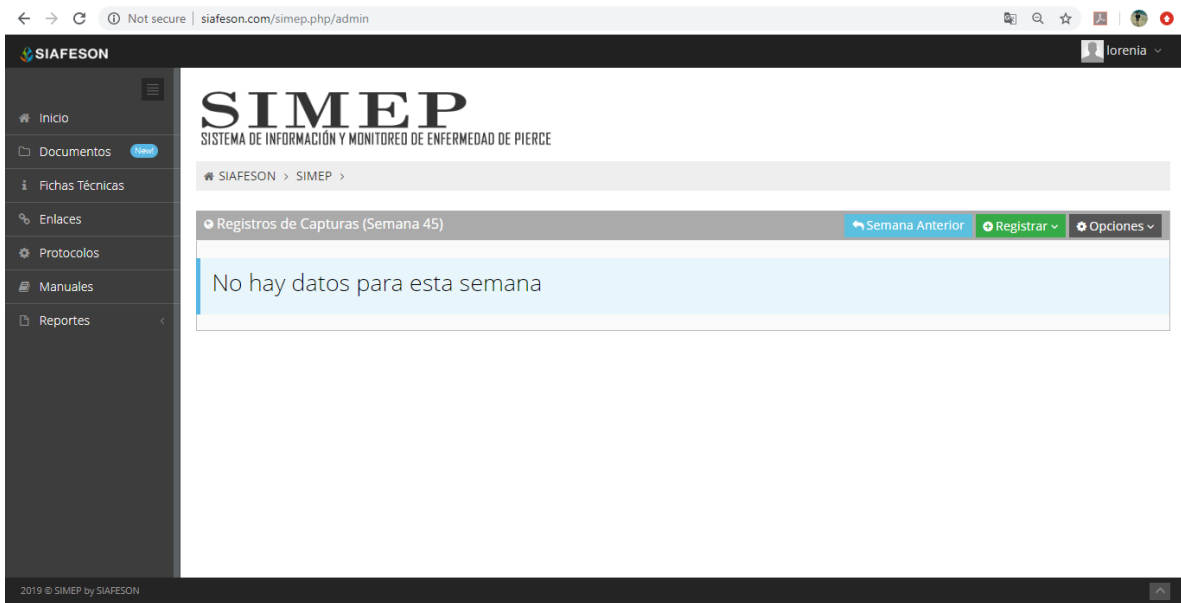 Not secure | siafeson.com/simep.php/admin
SIAFESON
lorenia
Inicio
Documentos New!
Fichas Técnicas
Enlaces
Protocolos
Manuales
Reportes
SIMEP
SISTEMA DE INFORMACIÓN Y MONITOREO DE ENFERMEDAD DE PIERCE
SIAFESON > SIMEP >
Registros de Capturas (Semana 45)
Semana Anterior
Registrar
Opciones
No hay datos para esta semana
2019 © SIMEP by SIAFESON